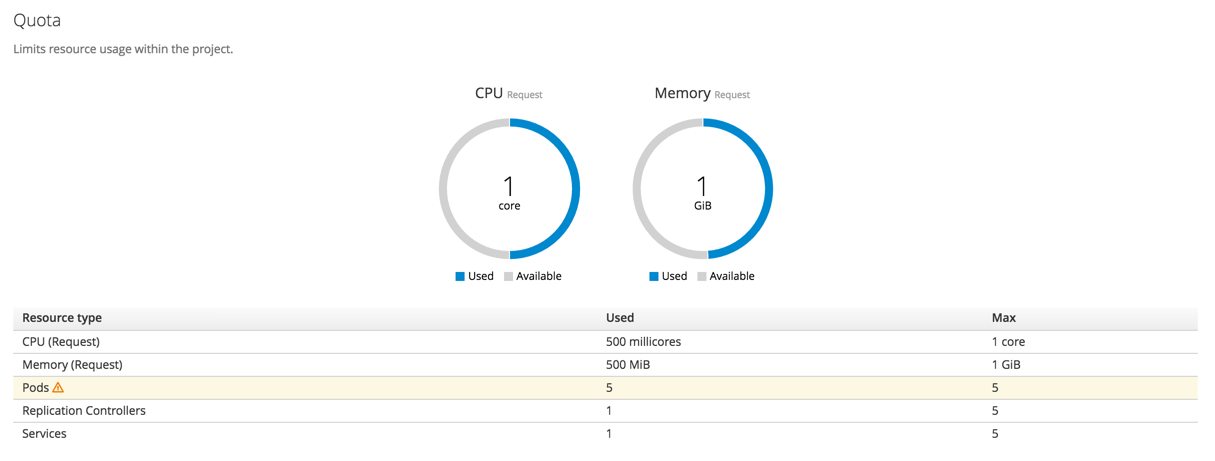 Quota
Limits resource usage within the project.
CPU Request
Memory Request
1
core
1
GiB
Used Available
Used Available
Resource type Used Max
CPU (Request) 500 millicores 1 core
Memory (Request) 500 MiB 1 GiB
Pods 5 5
Replication Controllers 1 5
Services 1 5